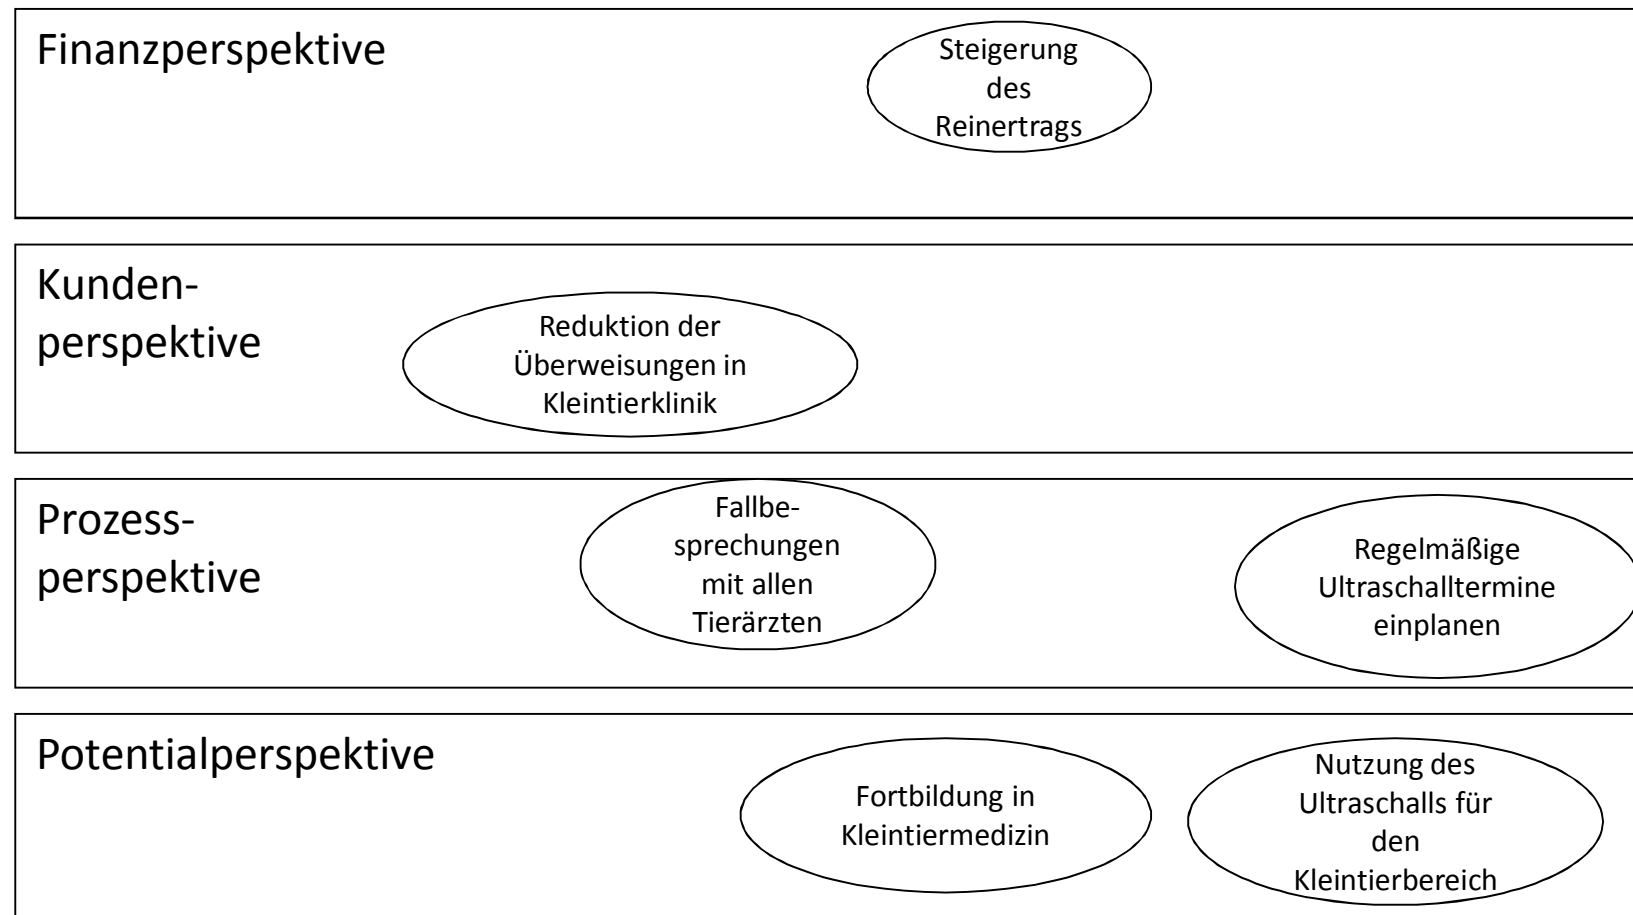 Finanzperspektive
Steigerung
des
Reinertrags
Kunden-
perspektive
Reduktion der
Überweisungen in
Kleintierklinik
Prozess-
perspektive
Fallbe-
sprechungen
mit allen
Tierärzten
Regelmäßige
Ultraschalltermine
einplanen
Potentialperspektive
Fortbildung in
Kleintiermedizin
Nutzung des
Ultraschalls für
den
Kleintierbereich